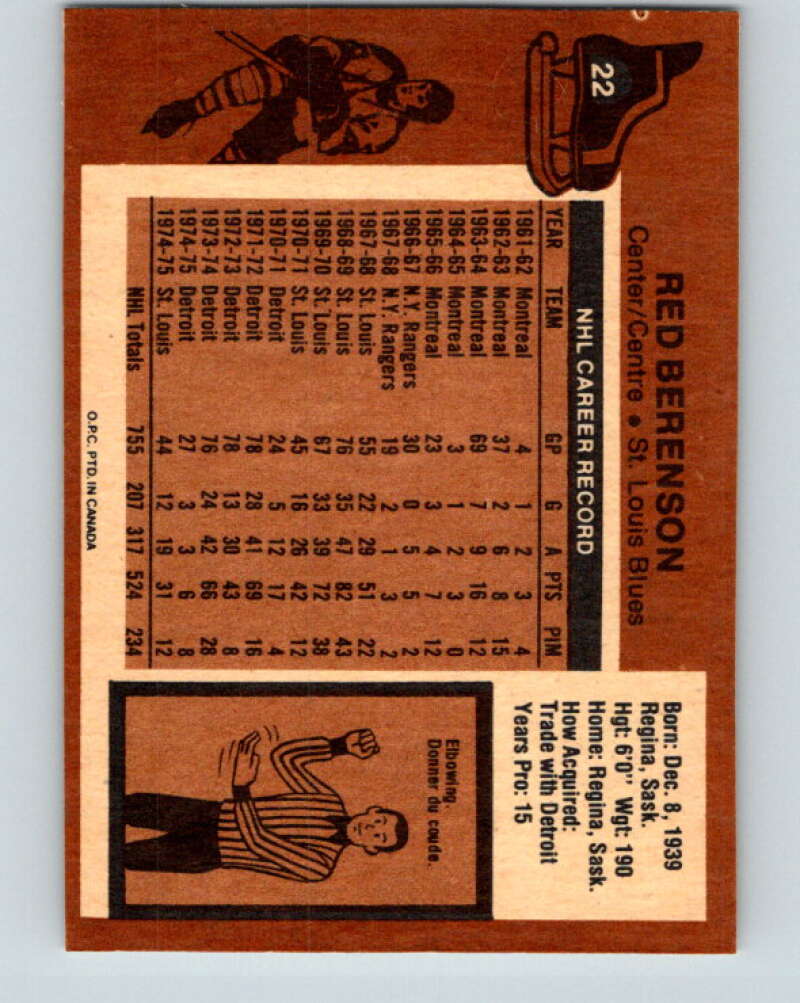 22
RED BERENSON
Center/Centre • St. Louis Blues
NHL CAREER RECORD
YEAR TEAM GP G A PTS PIM
1961-62 Montreal 4 1 2 3 4
1962-63 Montreal 37 2 6 8 15
1963-64 Montreal 69 7 9 16 12
1964-65 Montreal 3 1 2 3 0
1965-66 Montreal 23 3 4 7 12
1966-67 N.Y. Rangers 30 0 5 5 2
1967-68 N.Y. Rangers 19 2 1 3 2
1967-68 St. Louis 55 22 29 51 22
1968-69 St. Louis 76 35 47 82 43
1969-70 St. Louis 67 33 39 72 38
1970-71 St. Louis 45 16 26 42 12
1970-71 Detroit 24 5 12 17 4
1971-72 Detroit 78 28 41 69 16
1972-73 Detroit 78 13 30 43 8
1973-74 Detroit 76 24 42 66 28
1974-75 Detroit 27 3 3 6 8
1974-75 St. Louis 44 12 19 31 12
NHL Totals 755 207 317 524 234
O.P.C. PTD. IN CANADA
Born: Dec. 8, 1939
Regina, Sask.
Hgt: 6'0" Wgt: 190
Home: Regina, Sask.
How Acquired:
Trade with Detroit
Years Pro: 15
Elbowing.
Donner du coude.